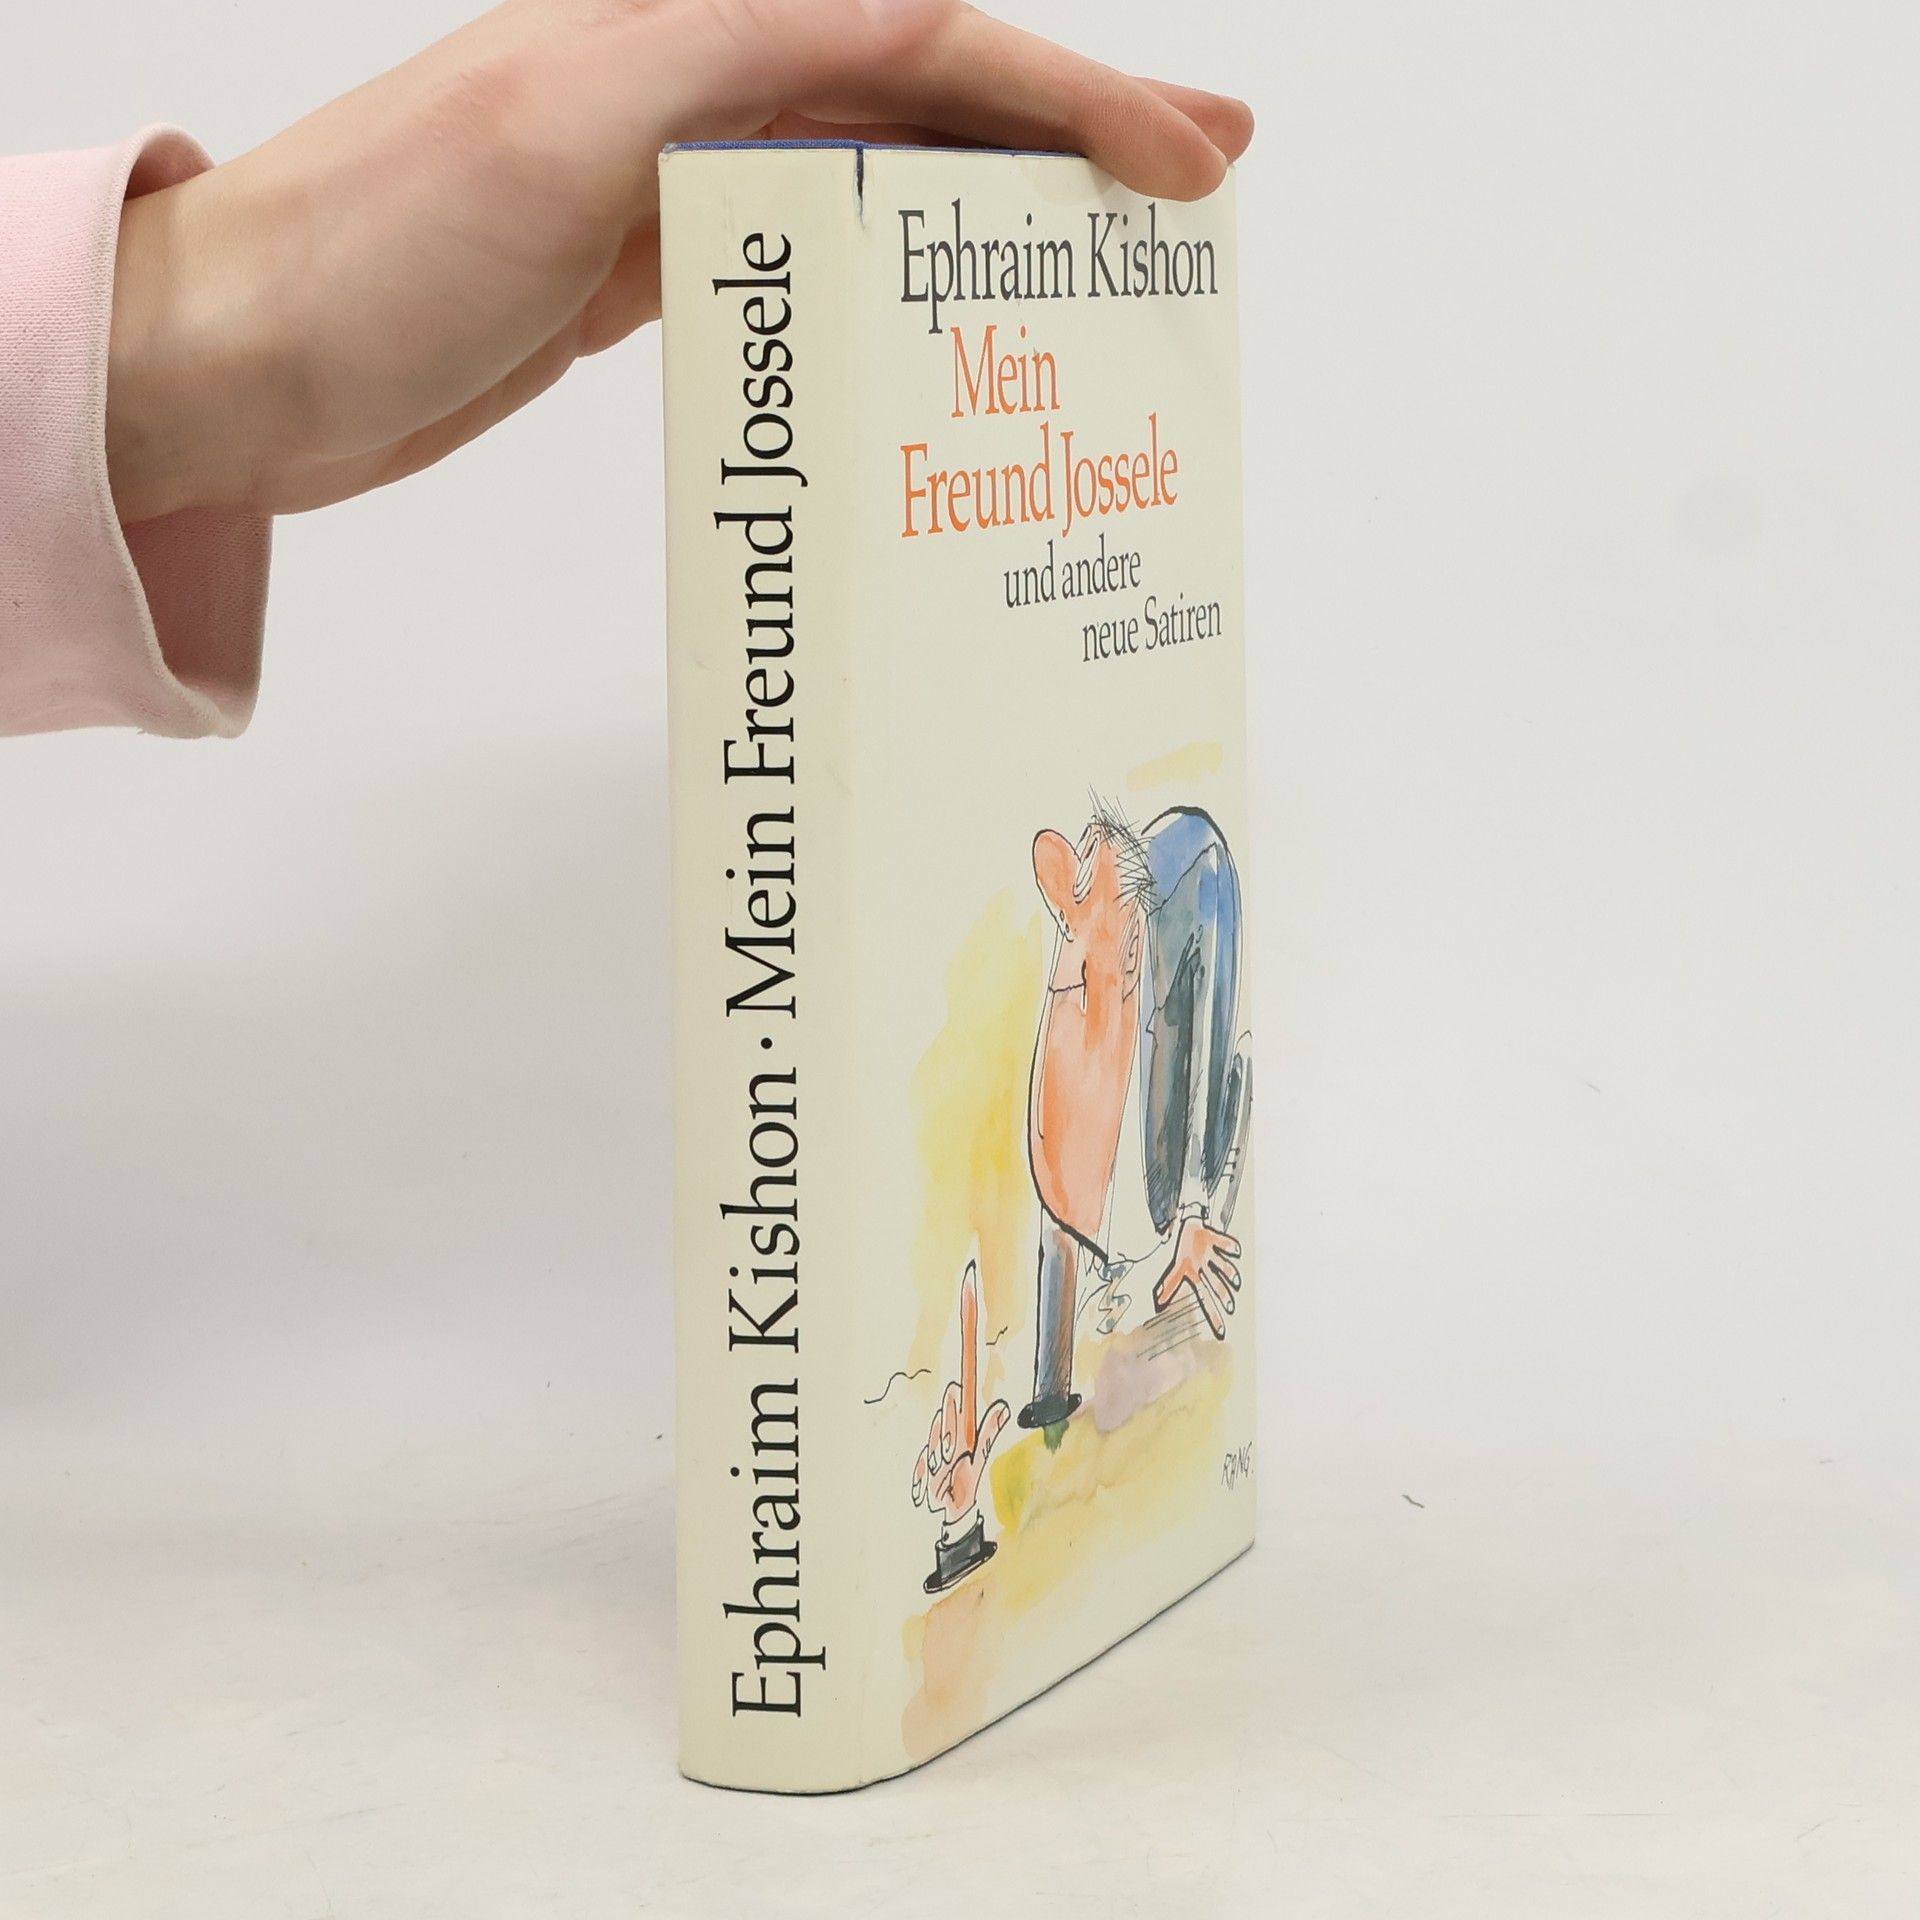 Ephraim Kishon · Mein Freund Jossele
Ephraim Kishon
Mein
Freund Jossele
und andere
neue Satiren
RANG.